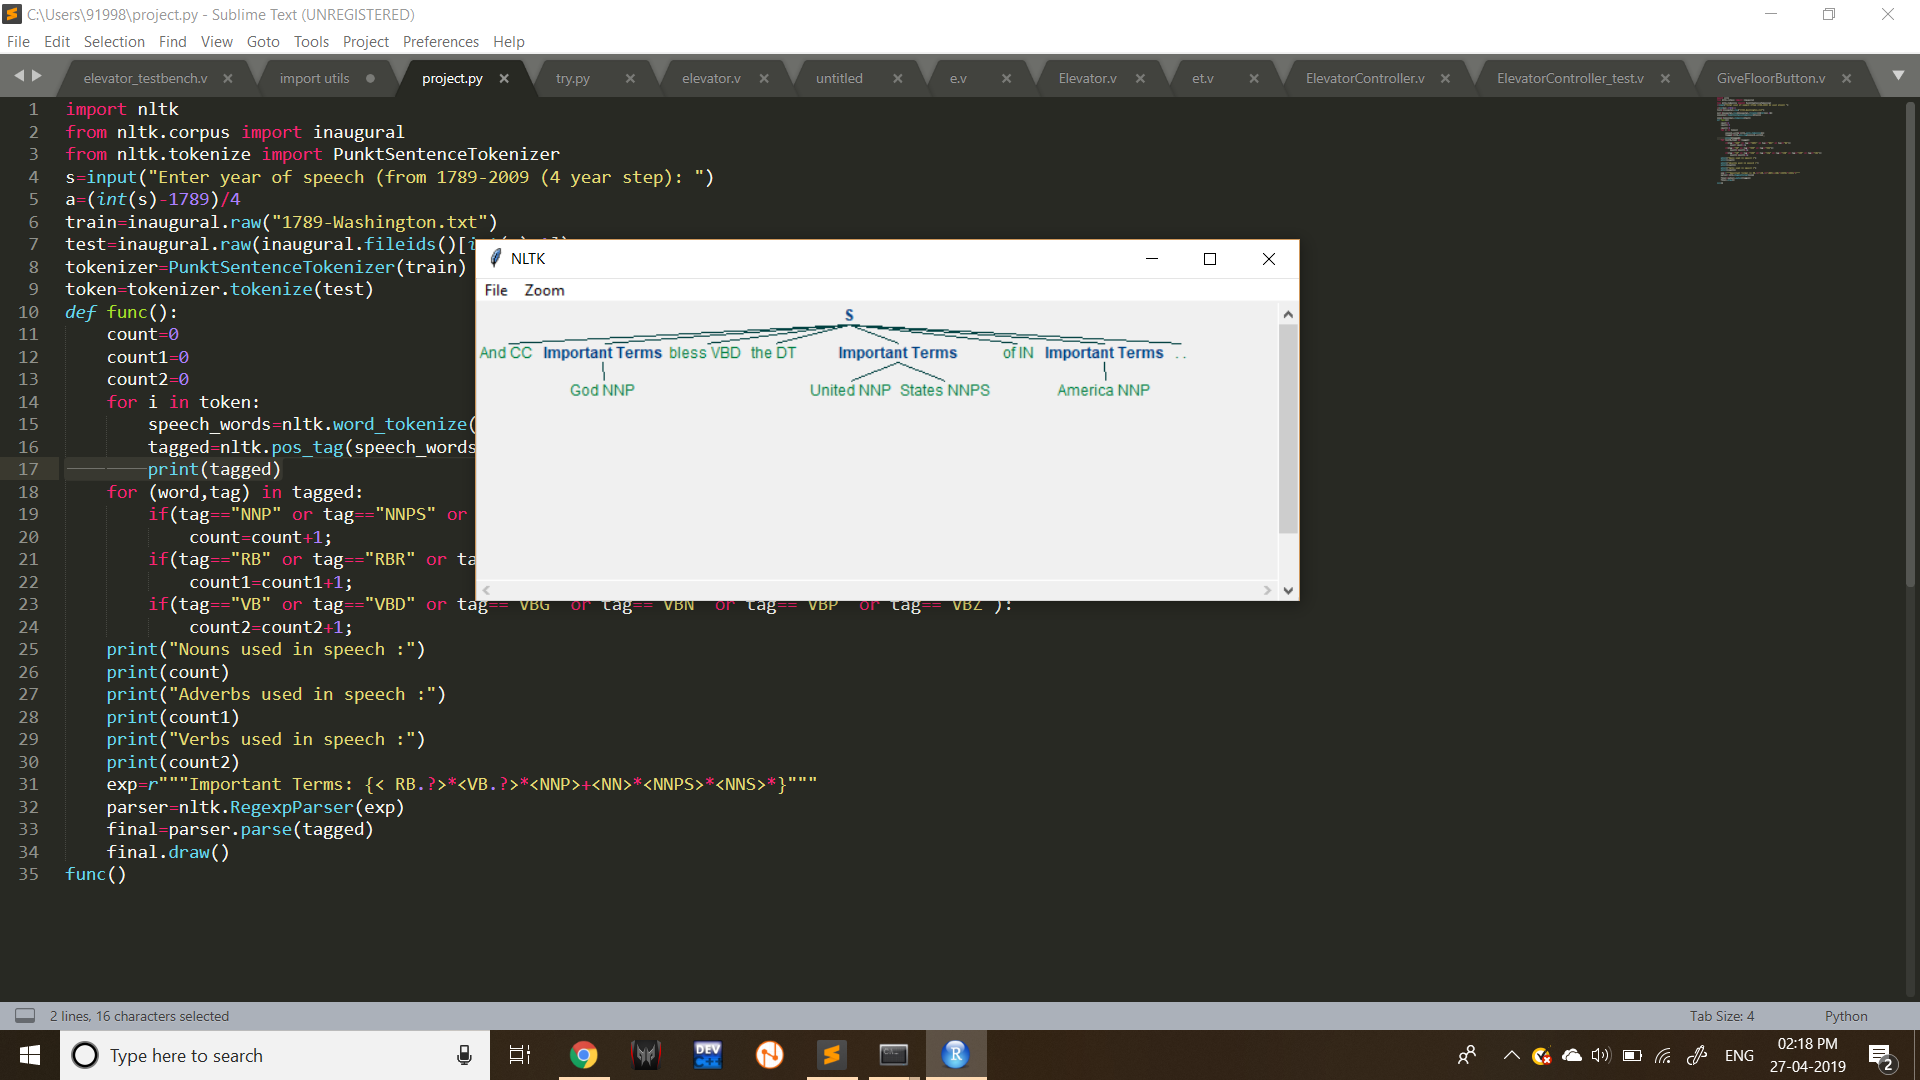 C:\Users\91998\project.py - Sublime Text (UNREGISTERED)
File Edit Selection Find View Goto Tools Project Preferences Help
elevator_testbench.v import utils project.py try.py elevator.v untitled e.v Elevator.v et.v ElevatorController.v ElevatorController_test.v GiveFloorButton.v
1 import nltk
2 from nltk.corpus import inaugural
3 from nltk.tokenize import PunktSentenceTokenizer
4 s=input("Enter year of speech (from 1789-2009 (4 year step): ")
5 a=(int(s)-1789)/4
6 train=inaugural.raw("1789-Washington.txt")
7 test=inaugural.raw(inaugural.fileids()[
8 tokenizer=PunktSentenceTokenizer(train)
9 token=tokenizer.tokenize(test)
10 def func():
11 count=0
12 count1=0
13 count2=0
14 for i in token:
15 speech_words=nltk.word_tokenize(
16 tagged=nltk.pos_tag(speech_words
17 print(tagged)
18 for (word,tag) in tagged:
19 if(tag=="NNP" or tag=="NNPS" or
20 count=count+1;
21 if(tag=="RB" or tag=="RBR" or ta
22 count1=count1+1;
23 if(tag=="VB" or tag=="VBD" or tag== VBG or tag== VBN or tag== VBP or tag== VBZ ):
24 count2=count2+1;
25 print("Nouns used in speech :")
26 print(count)
27 print("Adverbs used in speech :")
28 print(count1)
29 print("Verbs used in speech :")
30 print(count2)
31 exp=r"""Important Terms: {< RB.?>*<VB.?>*<NNP>+<NN>*<NNPS>*<NNS>*}"""
32 parser=nltk.RegexpParser(exp)
33 final=parser.parse(tagged)
34 final.draw()
35 func()
NLTK
File Zoom
S
And CC Important Terms bless VBD the DT Important Terms of IN Important Terms . .
God NNP United NNP States NNPS America NNP
2 lines, 16 characters selected Tab Size: 4 Python
Type here to search
DEV
C++
R
ENG
02:18 PM
27-04-2019
2